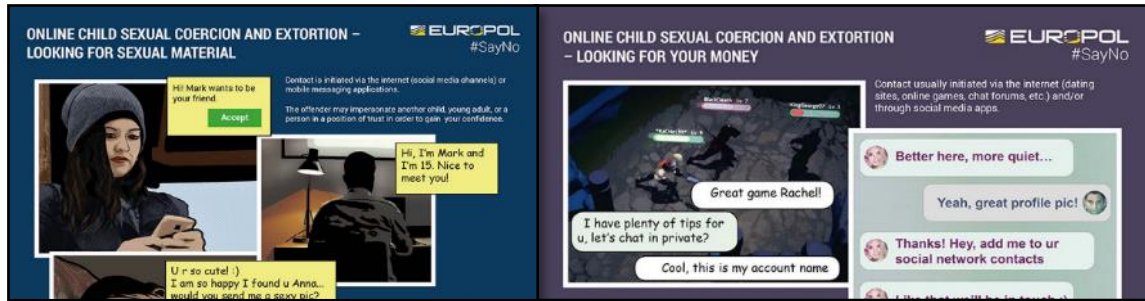 ONLINE CHILD SEXUAL COERCION AND EXTORTION –
LOOKING FOR SEXUAL MATERIAL
EUROPOL
#SayNo
Hi! Mark wants to be
your friend.
Accept
Contact is initiated via the internet (social media channels) or
mobile messaging applications.
The offender may impersonate another child, young adult, or a
person in a position of trust in order to gain your confidence.
Hi, I'm Mark and
I'm 15. Nice to
meet you!
U r so cute! :)
I am so happy I found u Anna...
would you send me a sexy pic?
ONLINE CHILD SEXUAL COERCION AND EXTORTION
– LOOKING FOR YOUR MONEY
EUROPOL
#SayNo
Contact usually initiated via the internet (dating
sites, online games, chat forums, etc.) and/or
through social media apps.
Great game Rachel!
I have plenty of tips for
u, let's chat in private?
Cool, this is my account name
Better here, more quiet...
Yeah, great profile pic!
Thanks! Hey, add me to ur
social network contacts